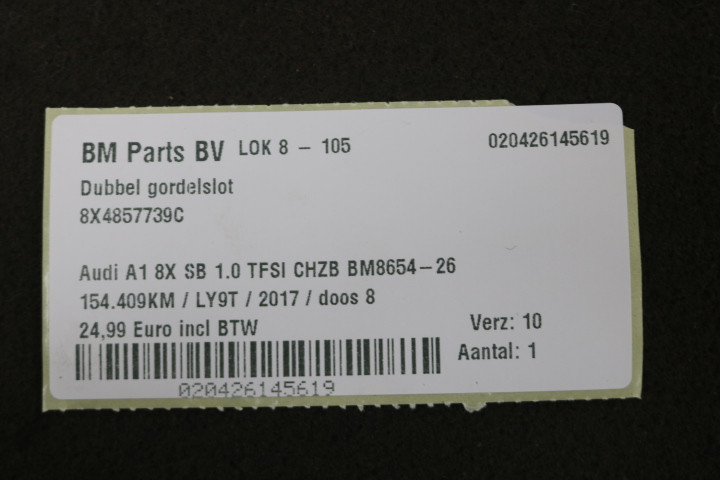 BM Parts BV LOK 8 - 105 020426145619
Dubbel gordelslot
8X4857739C
Audi A1 8X SB 1.0 TFSI CHZB BM8654-26
154.409KM / LY9T / 2017 / doos 8
24,99 Euro incl BTW Verz: 10
Aantal: 1
020426145619